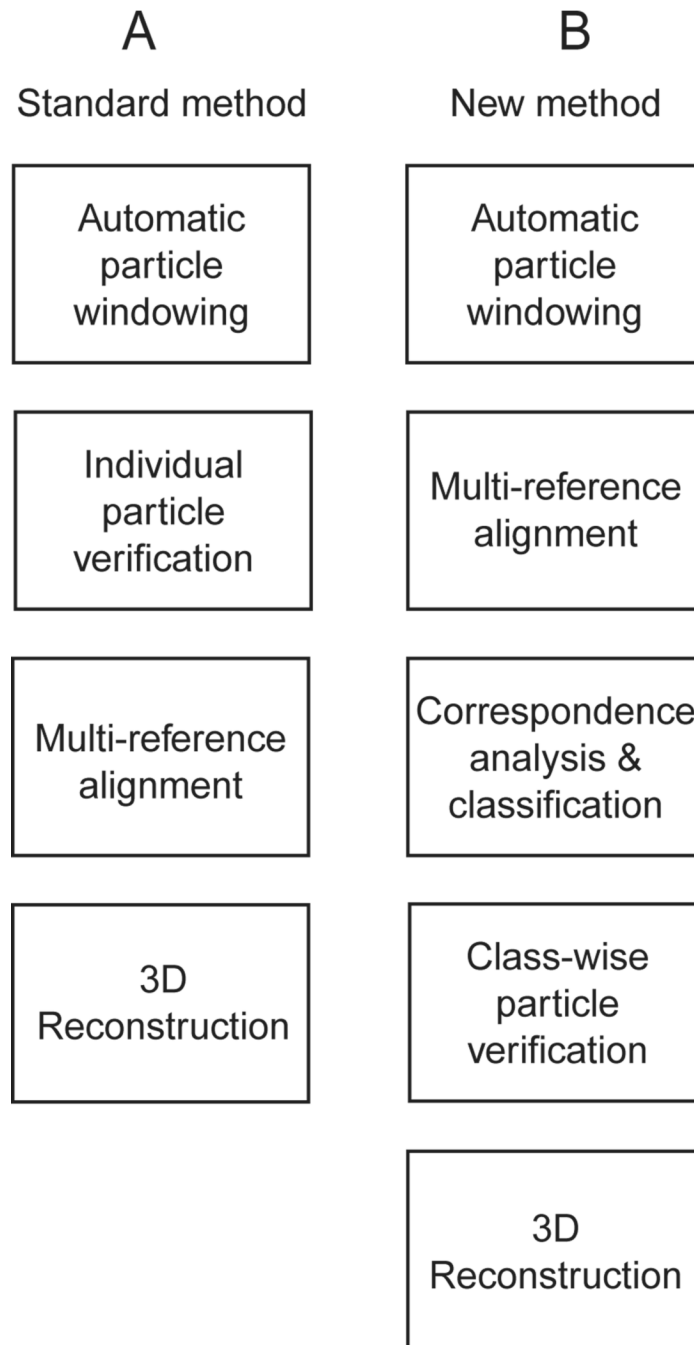 A
Standard method
Automatic
particle
windowing
Individual
particle
verification
Multi-reference
alignment
3D
Reconstruction
B
New method
Automatic
particle
windowing
Multi-reference
alignment
Correspondence
analysis &
classification
Class-wise
particle
verification
3D
Reconstruction